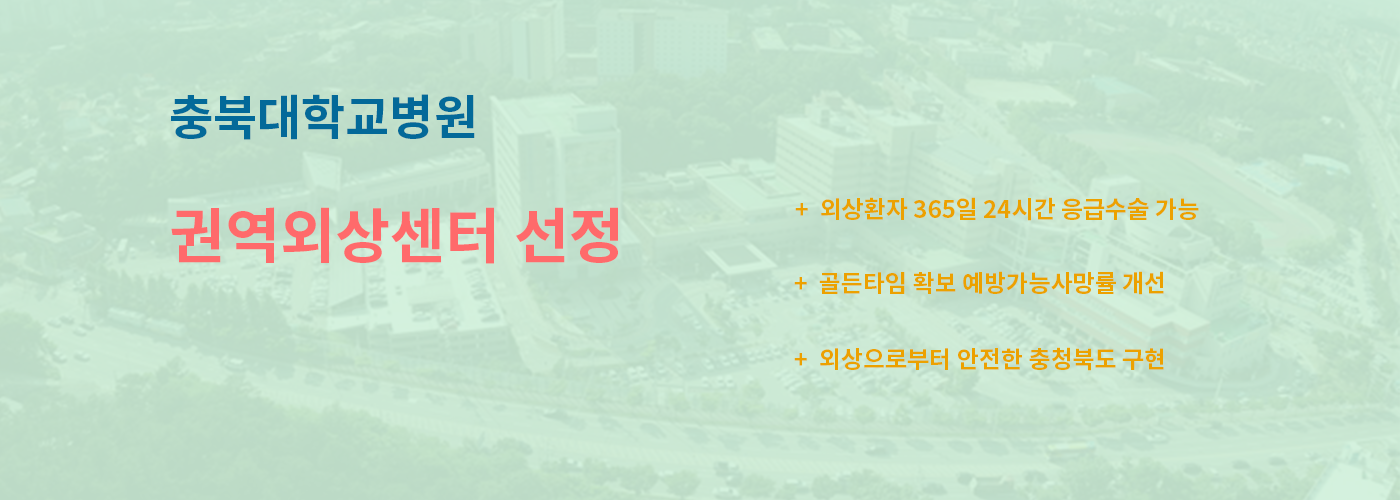 충북대학교병원
권역외상센터 선정
+ 외상환자 365일 24시간 응급수술 가능
+ 골든타임 확보 예방가능사망률 개선
+ 외상으로부터 안전한 충청북도 구현